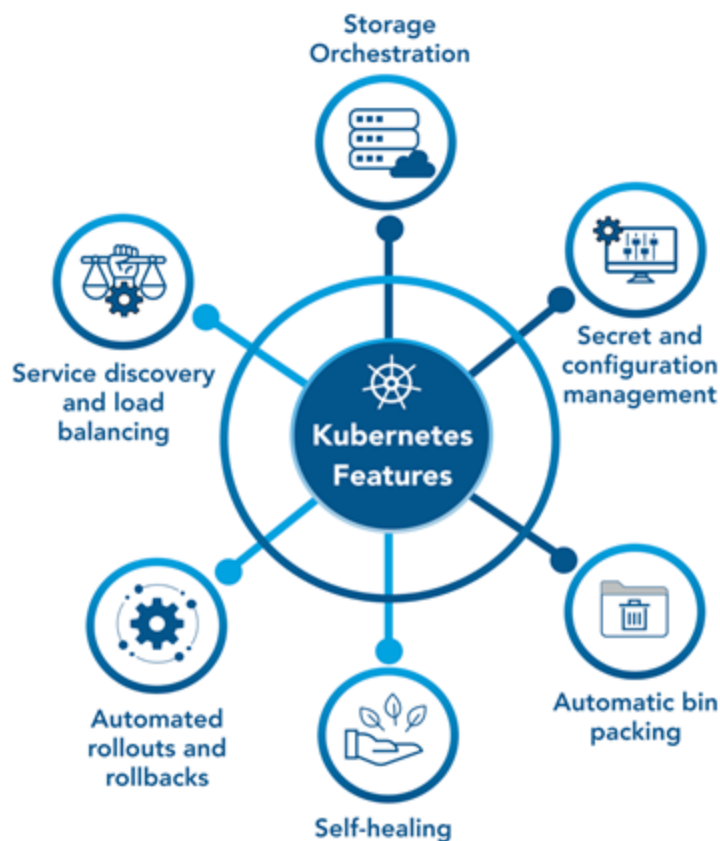 Storage
Orchestration
Secret and
configuration
management
Service discovery
and load
balancing
Kubernetes
Features
Automatic bin
packing
Automated
rollouts and
rollbacks
Self-healing